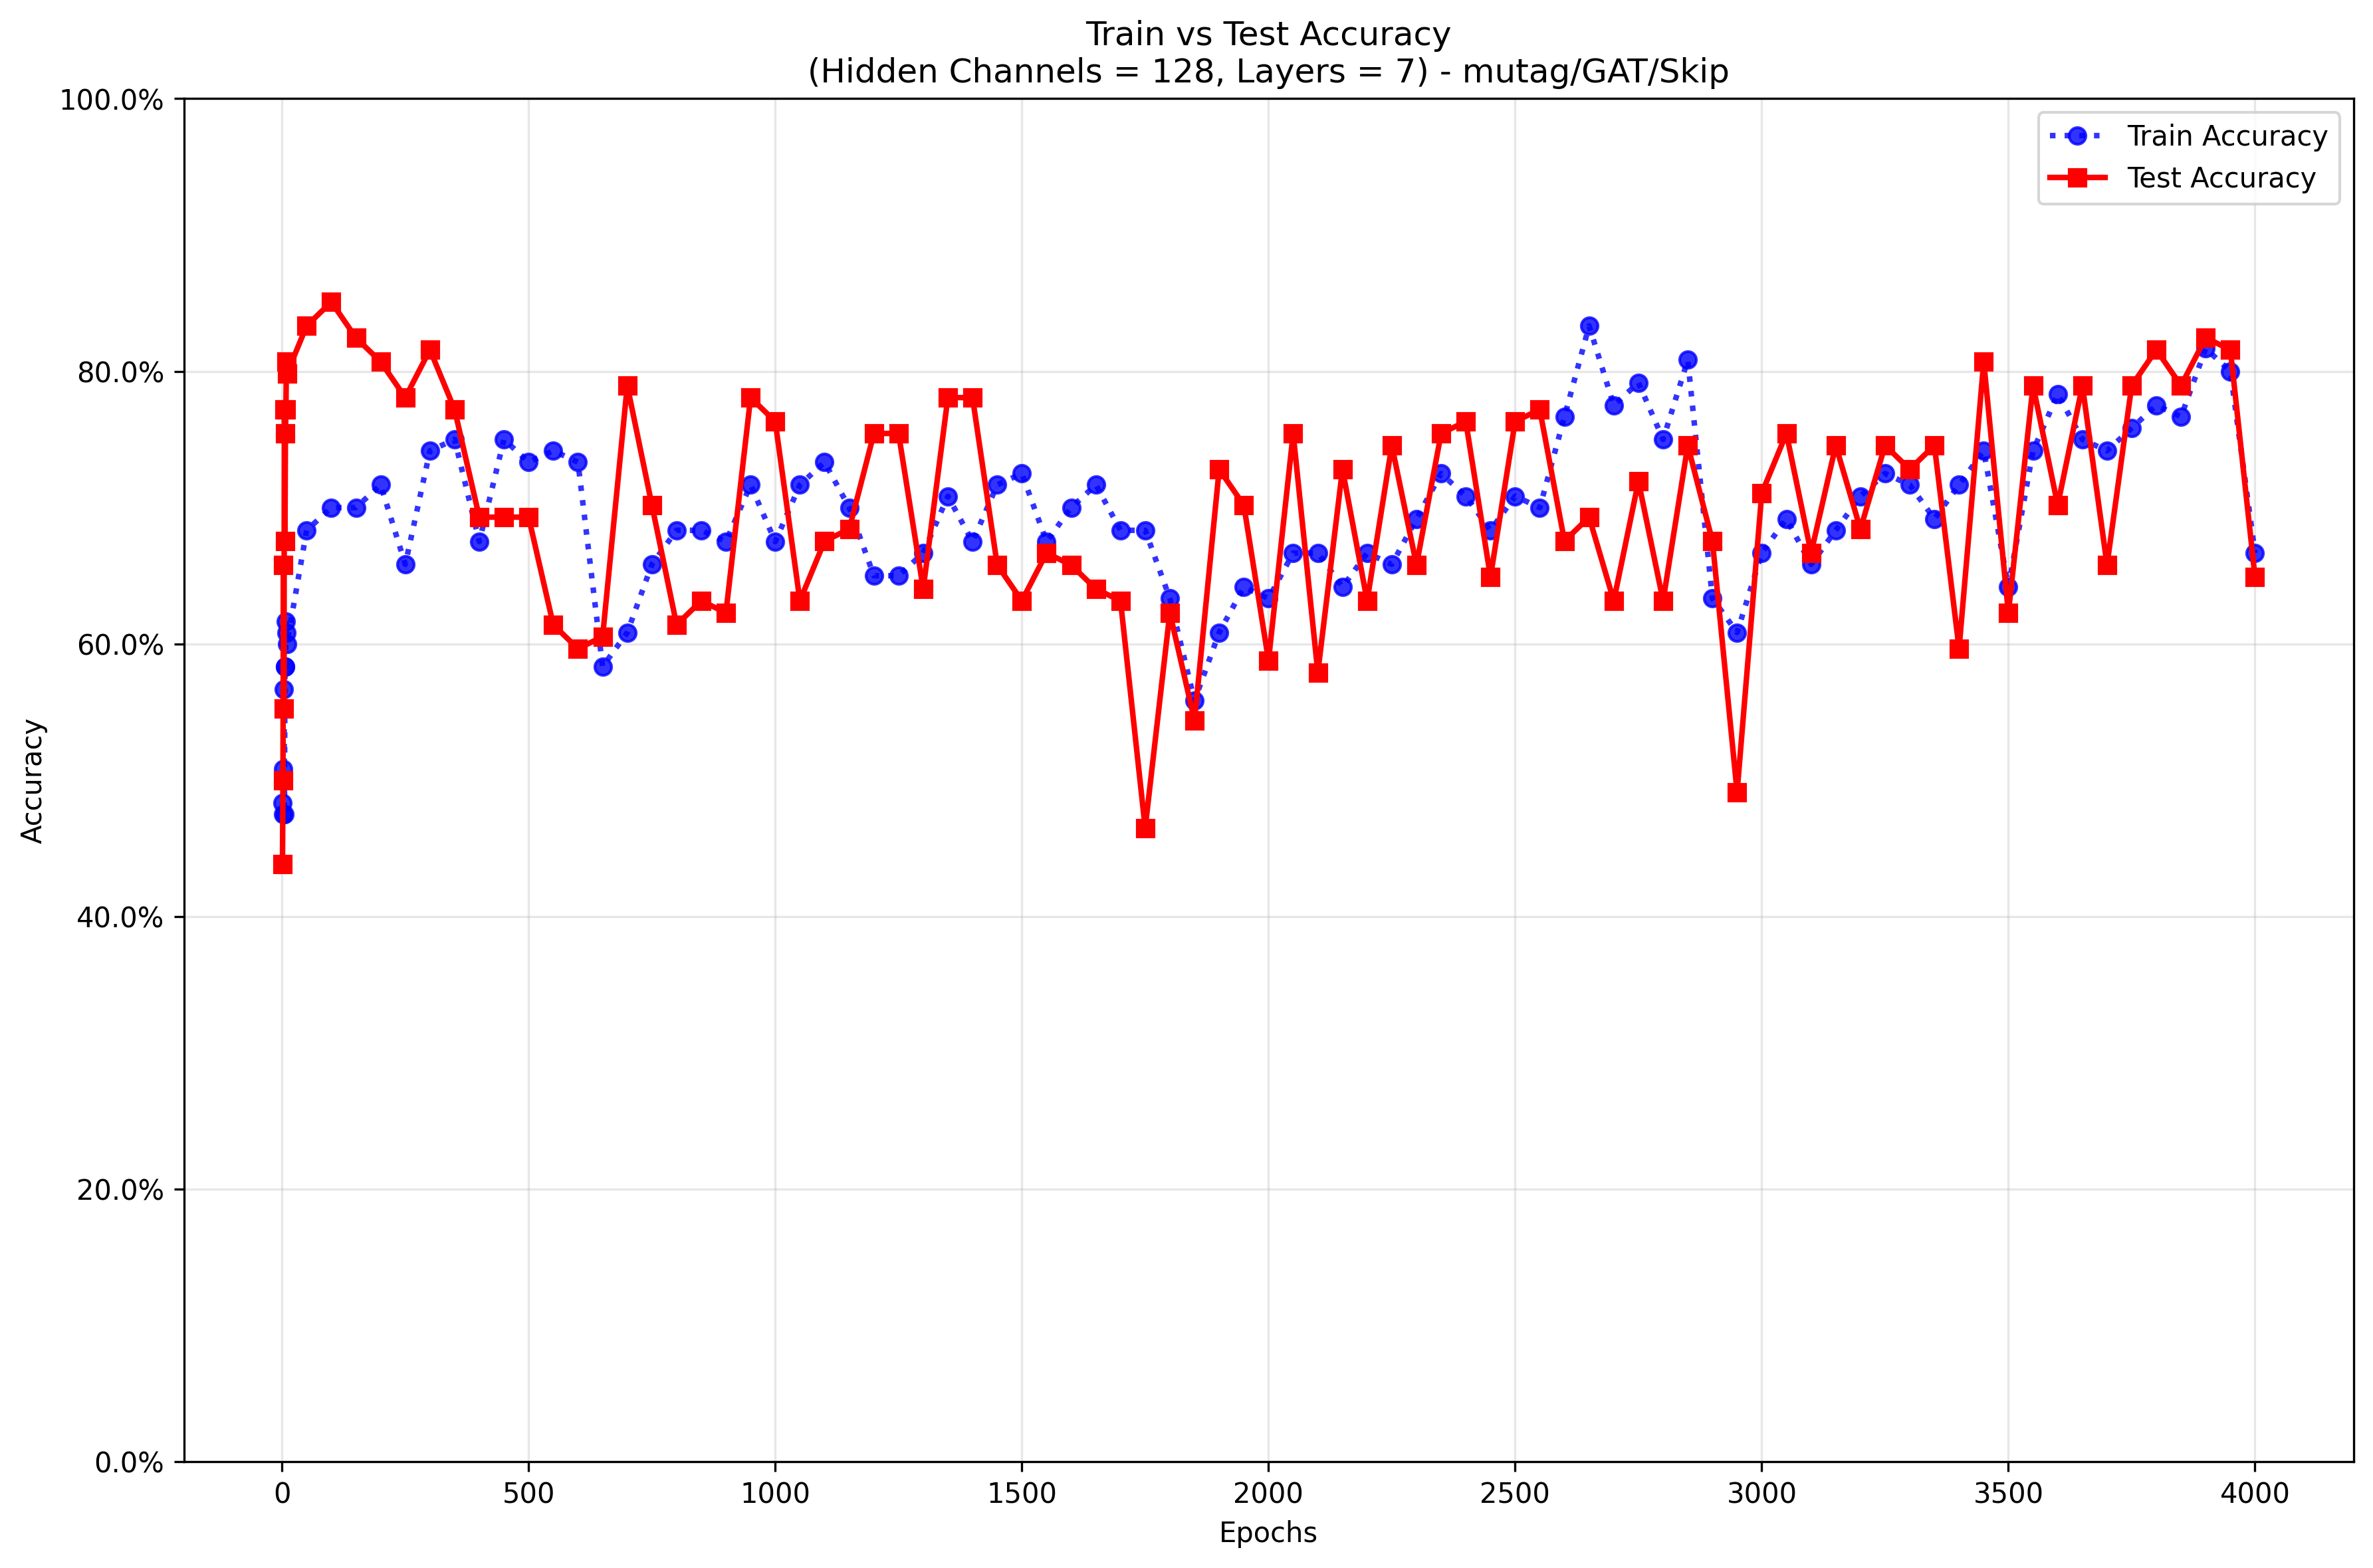 Train vs Test Accuracy
(Hidden Channels = 128, Layers = 7) - mutag/GAT/Skip
100.0%
80.0%
60.0%
40.0%
20.0%
0.0%
Accuracy
Train Accuracy
Test Accuracy
0 500 1000 1500 2000 2500 3000 3500 4000
Epochs